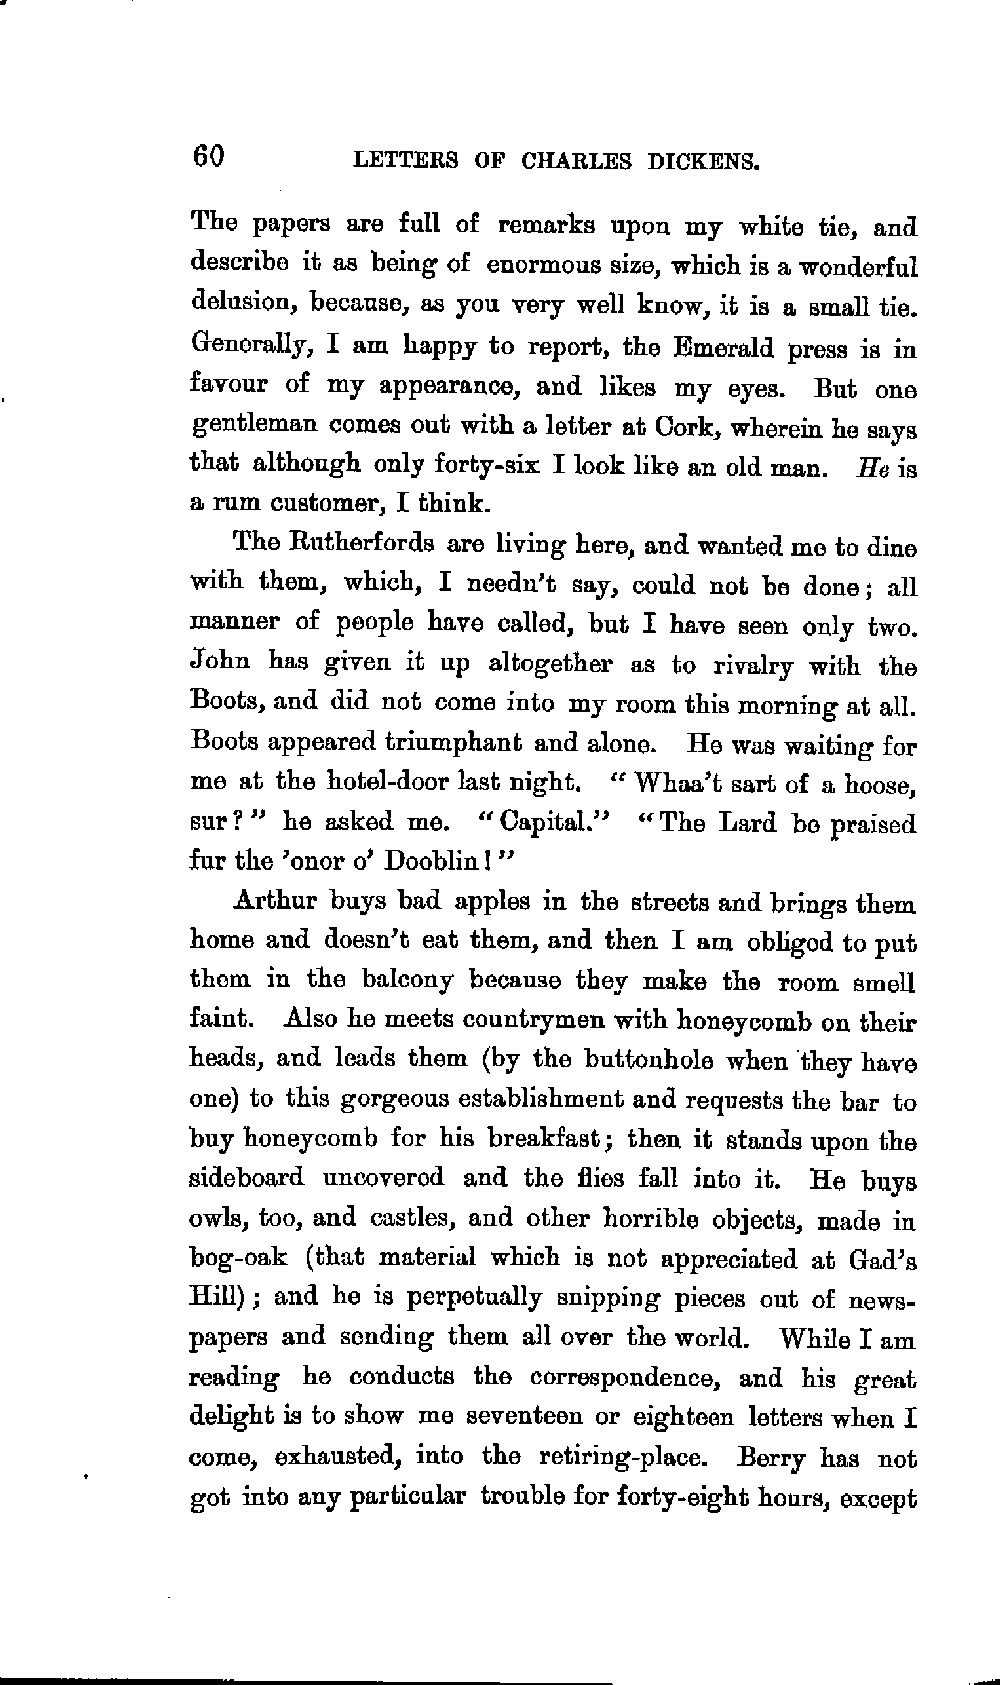 60 LETTERS OF CHARLES DICKENS.
The papers are full of remarks upon my white tie, and
describe it as being of enormous size, which is a wonderful
delusion, because, as you very well know, it is a small tie.
Generally, I am happy to report, the Emerald press is in
favour of my appearance, and likes my eyes. But one
gentleman comes out with a letter at Cork, wherein he says
that although only forty-six I look like an old man. He is
a rum customer, I think.
The Rutherfords are living here, and wanted me to dine
with them, which, I needn't say, could not be done; all
manner of people have called, but I have seen only two.
John has given it up altogether as to rivalry with the
Boots, and did not come into my room this morning at all.
Boots appeared triumphant and alone. He was waiting for
me at the hotel-door last night. "Whaa't sart of a hoose,
sur?" he asked me. "Capital." "The Lard be praised
fur the 'onor o' Dooblin!"
Arthur buys bad apples in the streets and brings them
home and doesn't eat them, and then I am obliged to put
them in the balcony because they make the room smell
faint. Also he meets countrymen with honeycomb on their
heads, and leads them (by the buttonhole when they have
one) to this gorgeous establishment and requests the bar to
buy honeycomb for his breakfast; then it stands upon the
sideboard uncovered and the flies fall into it. He buys
owls, too, and castles, and other horrible objects, made in
bog-oak (that material which is not appreciated at Gad's
Hill); and he is perpetually snipping pieces out of news-
papers and sending them all over the world. While I am
reading he conducts the correspondence, and his great
delight is to show me seventeen or eighteen letters when I
come, exhausted, into the retiring-place. Berry has not
got into any particular trouble for forty-eight hours, except